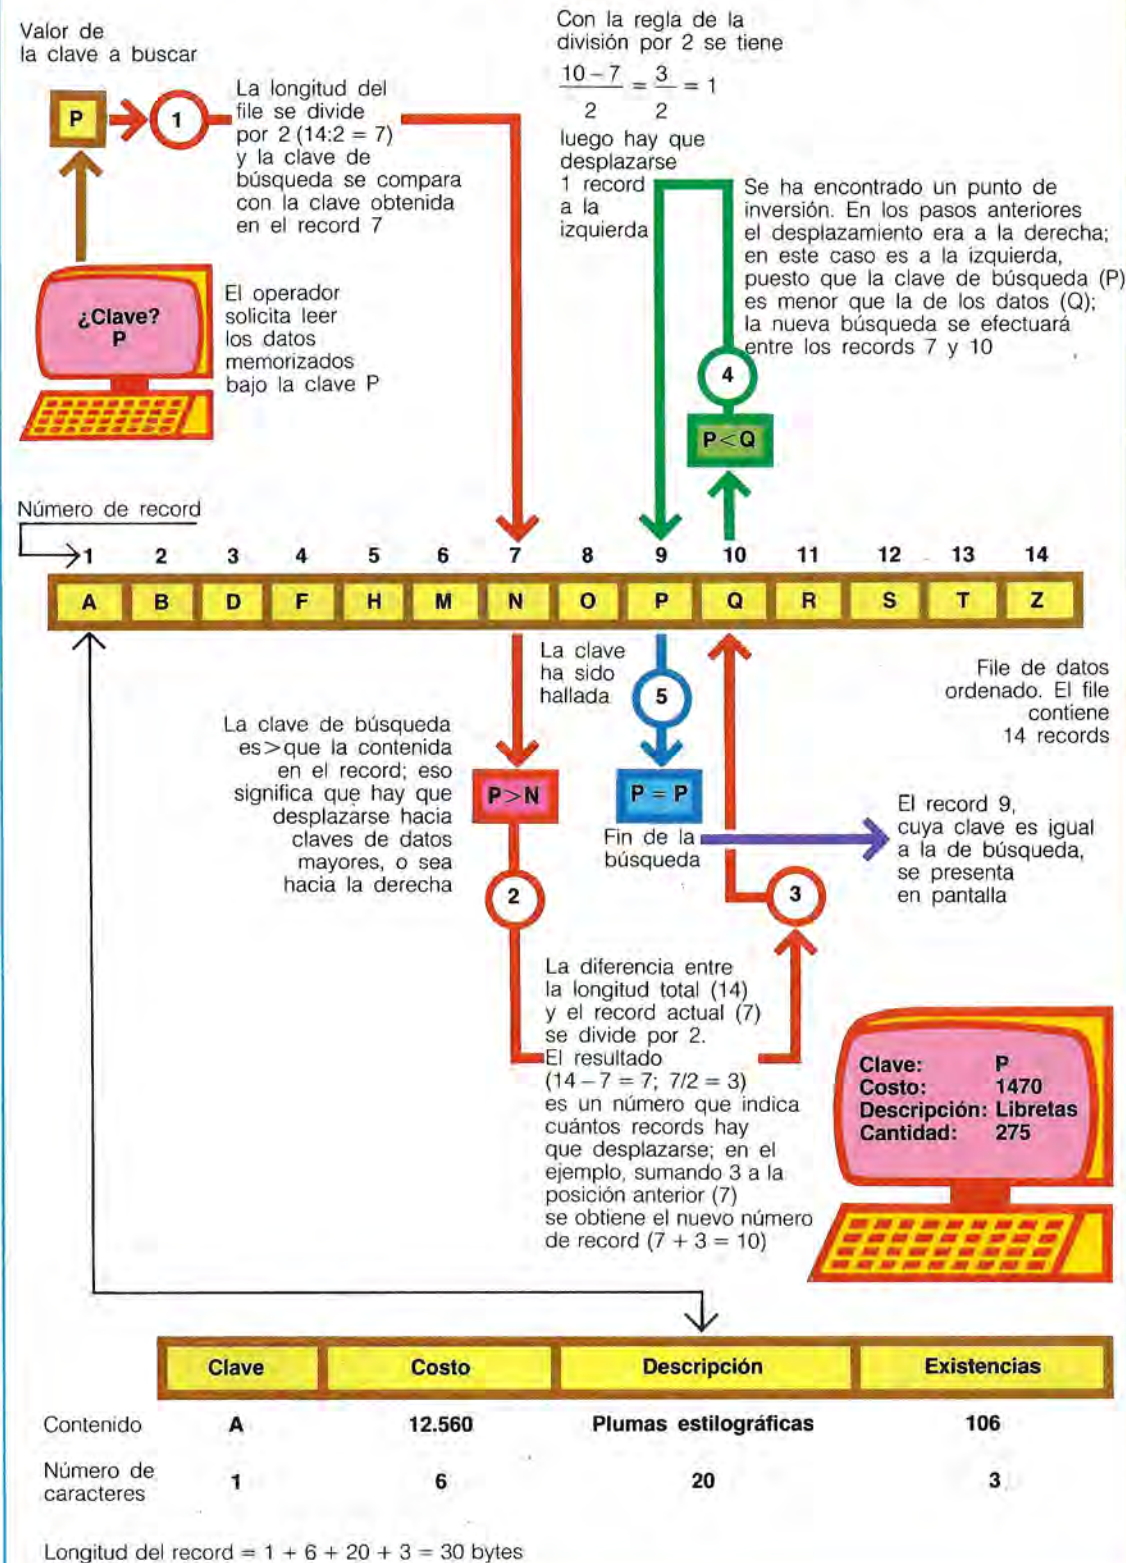 Valor de
la clave a buscar
P
1
La longitud del
file se divide
por 2 (14:2 = 7)
y la clave de
búsqueda se compara
con la clave obtenida
en el record 7
¿Clave?
P
El operador
solicita leer
los datos
memorizados
bajo la clave P
Con la regla de la
división por 2 se tiene
10 – 7 / 2 = 3 / 2 = 1
luego hay que
desplazarse
1 record
a la
izquierda
Se ha encontrado un punto de
inversión. En los pasos anteriores
el desplazamiento era a la derecha;
en este caso es a la izquierda,
puesto que la clave de búsqueda (P)
es menor que la de los datos (Q);
la nueva búsqueda se efectuará
entre los records 7 y 10
4
P<Q
Número de record
1 2 3 4 5 6 7 8 9 10 11 12 13 14
A B D F H M N O P Q R S T Z
La clave
ha sido
hallada
5
File de datos
ordenado. El file
contiene
14 records
La clave de búsqueda
es>que la contenida
en el record; eso
significa que hay que
desplazarse hacia
claves de datos
mayores, o sea
hacia la derecha
P>N
P = P
Fin de la
búsqueda
El record 9,
cuya clave es igual
a la de búsqueda,
se presenta
en pantalla
2
3
La diferencia entre
la longitud total (14)
y el record actual (7)
se divide por 2.
El resultado
(14 – 7 = 7; 7/2 = 3)
es un número que indica
cuántos records hay
que desplazarse; en el
ejemplo, sumando 3 a la
posición anterior (7)
se obtiene el nuevo número
de record (7 + 3 = 10)
Clave: P
Costo: 1470
Descripción: Libretas
Cantidad: 275
Clave Costo Descripción Existencias
Contenido A 12.560 Plumas estilográficas 106
Número de
caracteres 1 6 20 3
Longitud del record = 1 + 6 + 20 + 3 = 30 bytes